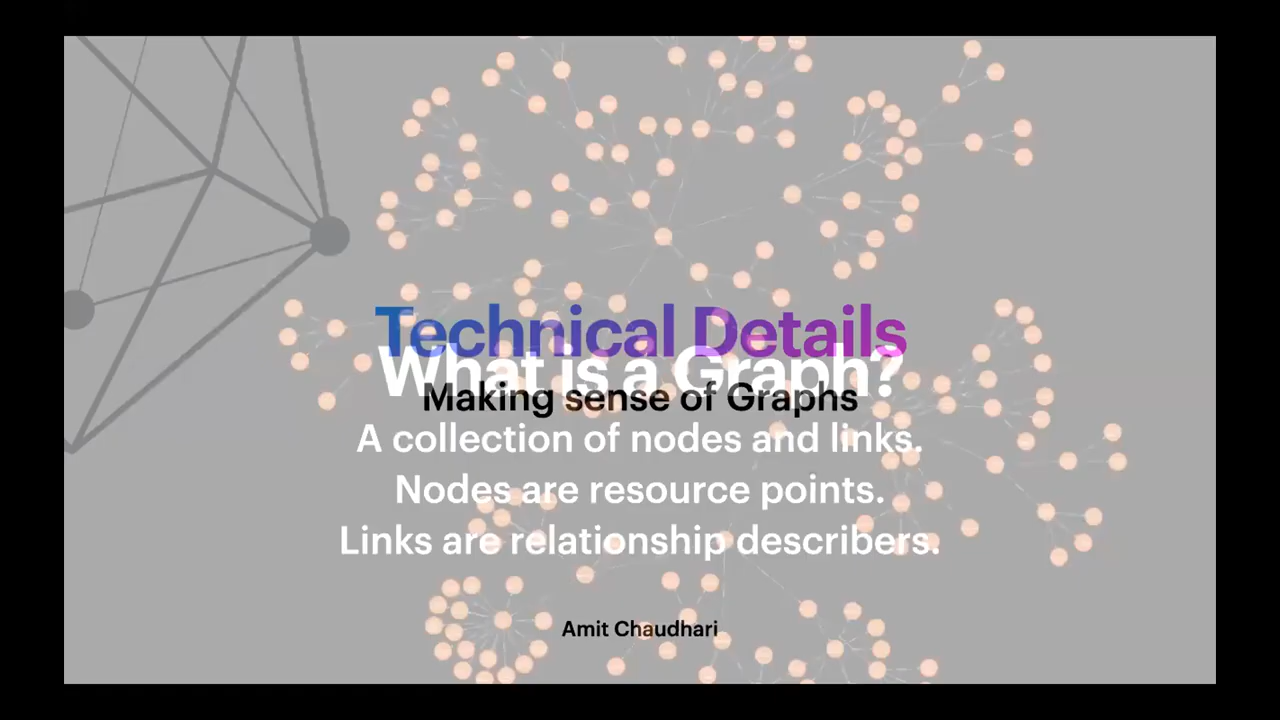 Technical Details
What is a Graph?
Making sense of Graphs
A collection of nodes and links.
Nodes are resource points.
Links are relationship describers.
Amit Chaudhari